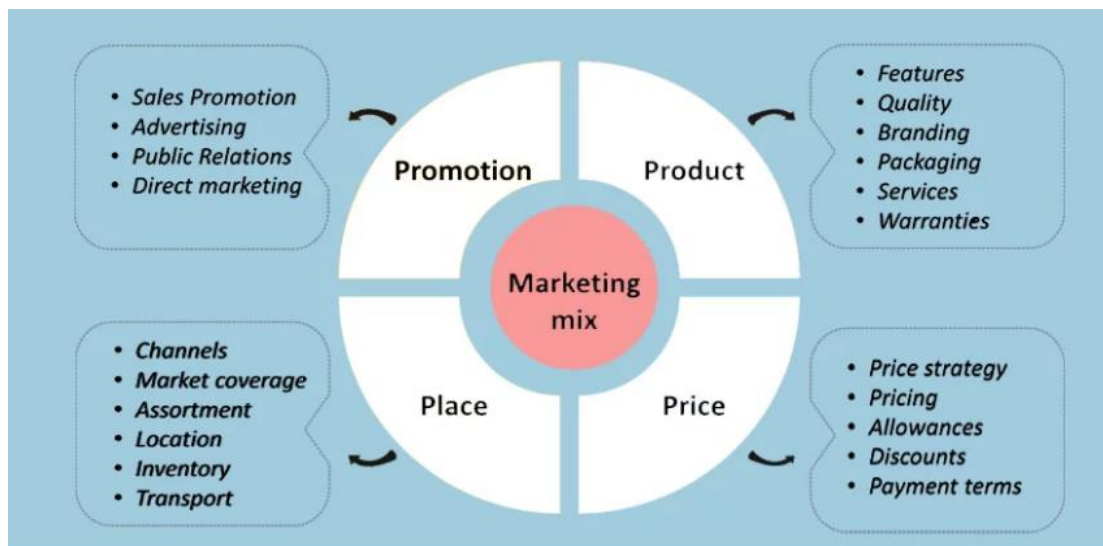 Sales Promotion
Advertising
Public Relations
Direct marketing
Promotion
Product
Features
Quality
Branding
Packaging
Services
Warranties
Marketing
mix
Channels
Market coverage
Assortment
Location
Inventory
Transport
Place
Price
Price strategy
Pricing
Allowances
Discounts
Payment terms